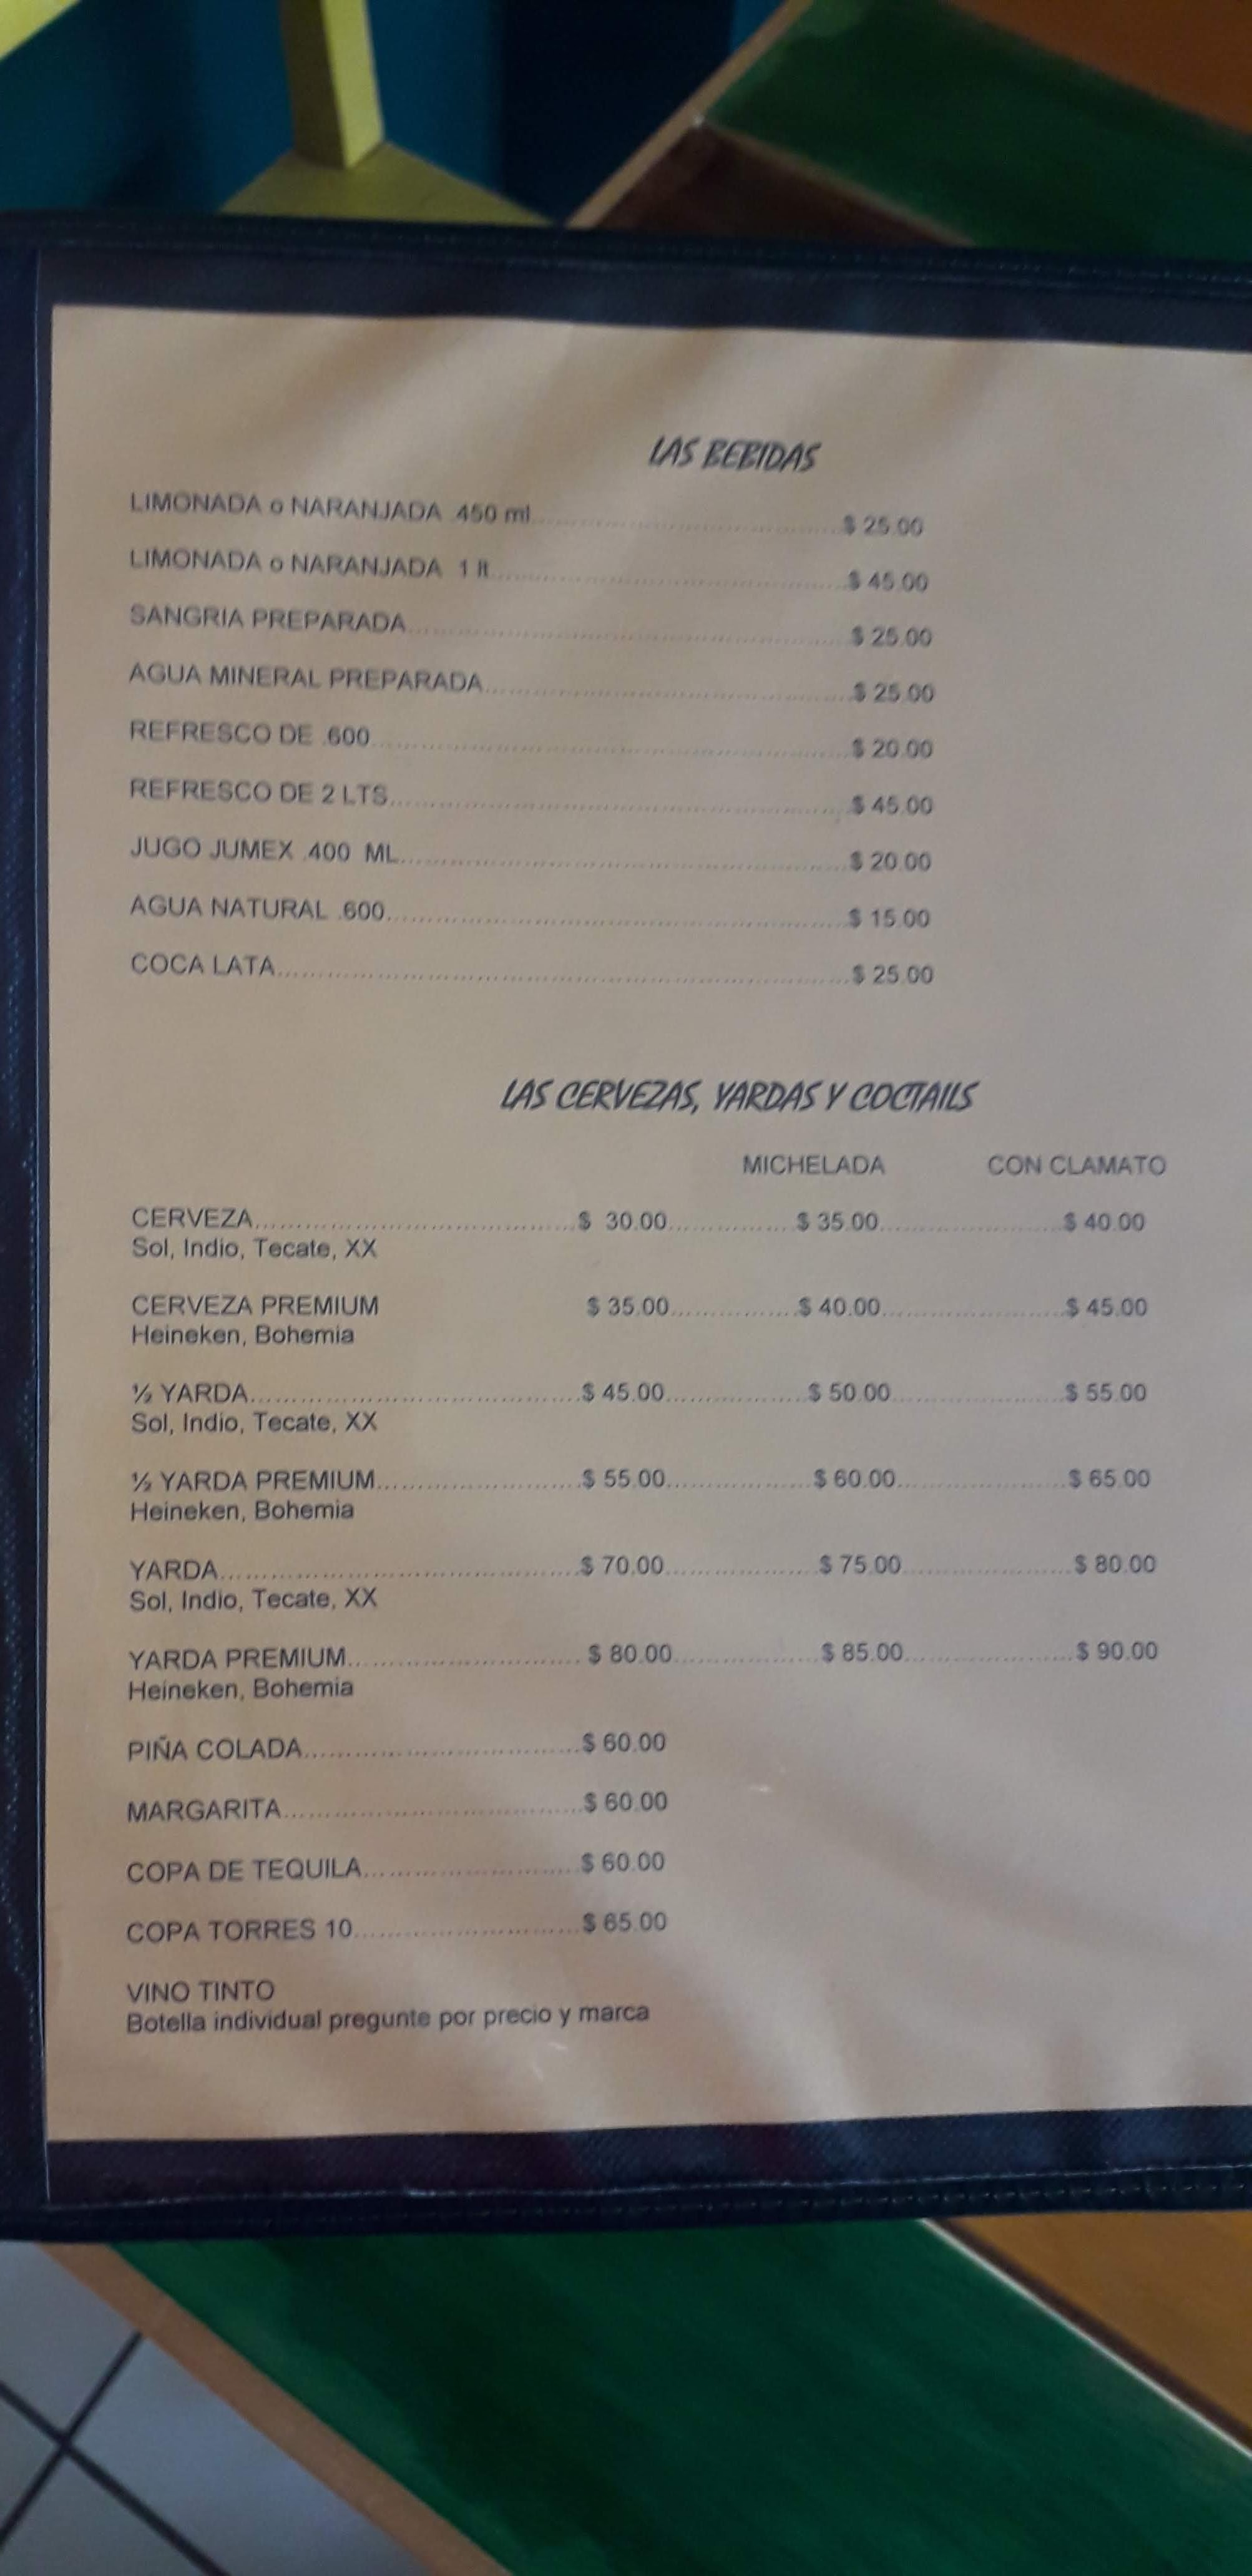 LAS BEBIDAS
LIMONADA o NARANJADA .450 ml.......................................$ 25.00
LIMONADA o NARANJADA 1 lt.......................................$ 45.00
SANGRIA PREPARADA.......................................$ 25.00
AGUA MINERAL PREPARADA.......................................$ 25.00
REFRESCO DE .600.......................................$ 20.00
REFRESCO DE 2 LTS.......................................$ 45.00
JUGO JUMEX .400 ML.......................................$ 20.00
AGUA NATURAL .600.......................................$ 15.00
COCA LATA.......................................$ 25.00
LAS CERVEZAS, YARDAS Y COCTAILS
MICHELADA CON CLAMATO
CERVEZA..............................$ 30.00...............$ 35.00......................$ 40.00
Sol, Indio, Tecate, XX
CERVEZA PREMIUM $ 35.00...............$ 40.00......................$ 45.00
Heineken, Bohemia
½ YARDA..............................$ 45.00...............$ 50.00......................$ 55.00
Sol, Indio, Tecate, XX
½ YARDA PREMIUM....................$ 55.00...............$ 60.00......................$ 65.00
Heineken, Bohemia
YARDA..............................$ 70.00...............$ 75.00......................$ 80.00
Sol, Indio, Tecate, XX
YARDA PREMIUM....................$ 80.00...............$ 85.00......................$ 90.00
Heineken, Bohemia
PIÑA COLADA..............................$ 60.00
MARGARITA..............................$ 60.00
COPA DE TEQUILA....................$ 60.00
COPA TORRES 10....................$ 65.00
VINO TINTO
Botella individual pregunte por precio y marca